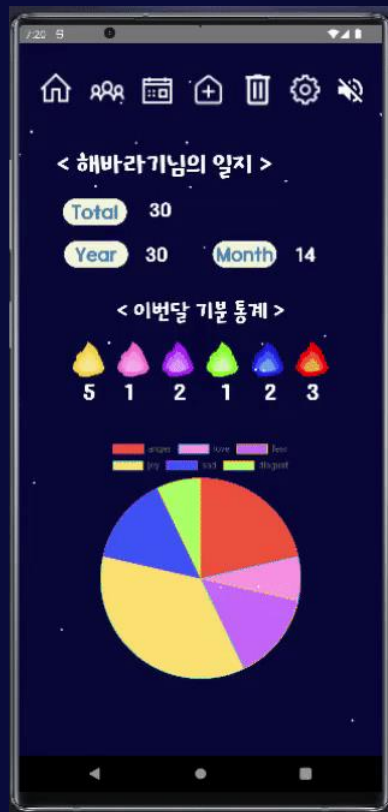 7:20
< 해바라기님의 일지 >
Total 30
Year 30 Month 14
< 이번달 기분 통계 >
5 1 2 1 2 3
anger love fear
joy sad disgust